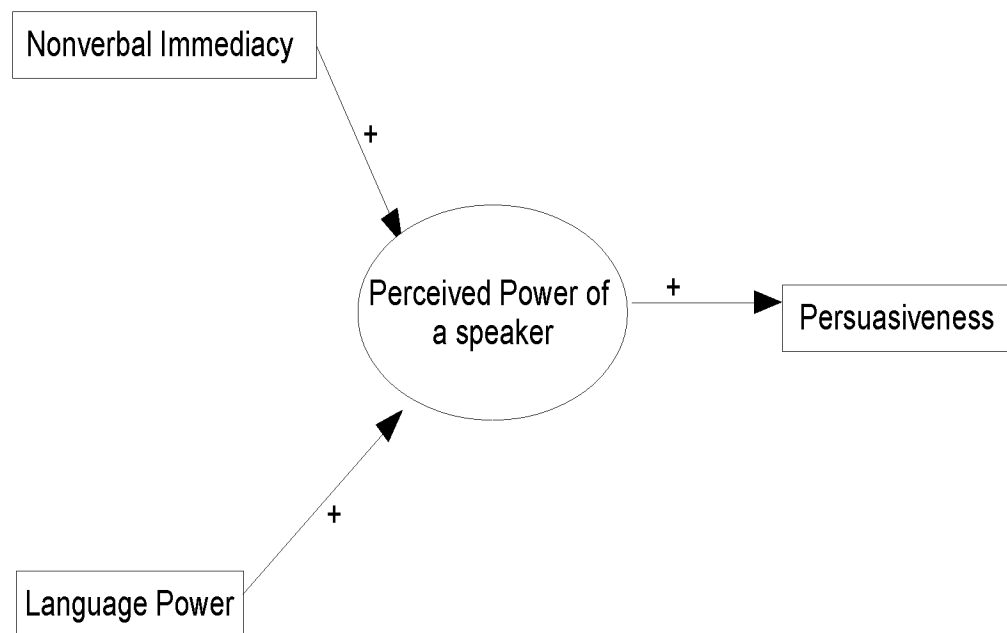 Nonverbal Immediacy
+
Perceived Power of
a speaker
+
Persuasiveness
+
Language Power